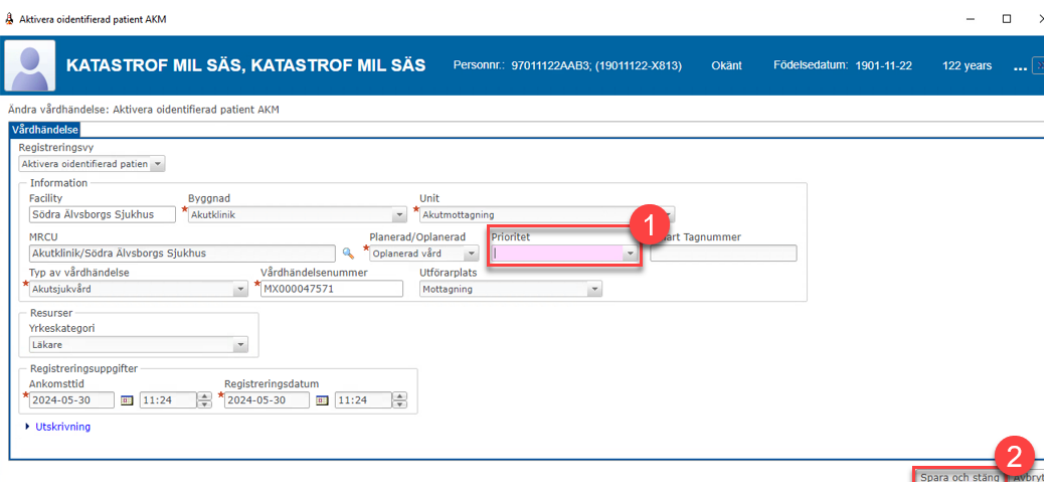 Aktivera oidentifierad patient AKM
KATASTROF MIL SÄS, KATASTROF MIL SÄS Personnr.: 97011122AAB3; (19011122-X813) Okänt Födelsedatum: 1901-11-22 122 years ...
Ändra vårdhändelse: Aktivera oidentifierad patient AKM
Vårdhändelse
Registreringsvy
Aktivera oidentifierad patien
Information
Facility Byggnad Unit
Södra Älvsborgs Sjukhus * Akutklinik * Akutmottagning
1
MRCU Planerad/Oplanerad Prioritet art Tagnummer
Akutklinik/Södra Älvsborgs Sjukhus * Oplanerad vård
Typ av vårdhändelse Vårdhändelsenummer Utförarplats
* Akutsjukvård * MX000047571 Mottagning
Resurser
Yrkeskategori
Läkare
Registreringsuppgifter
Ankomsttid Registreringsdatum
* 2024-05-30 11:24 * 2024-05-30 11:24
Utskrivning
2
Spara och stäng Avbryt